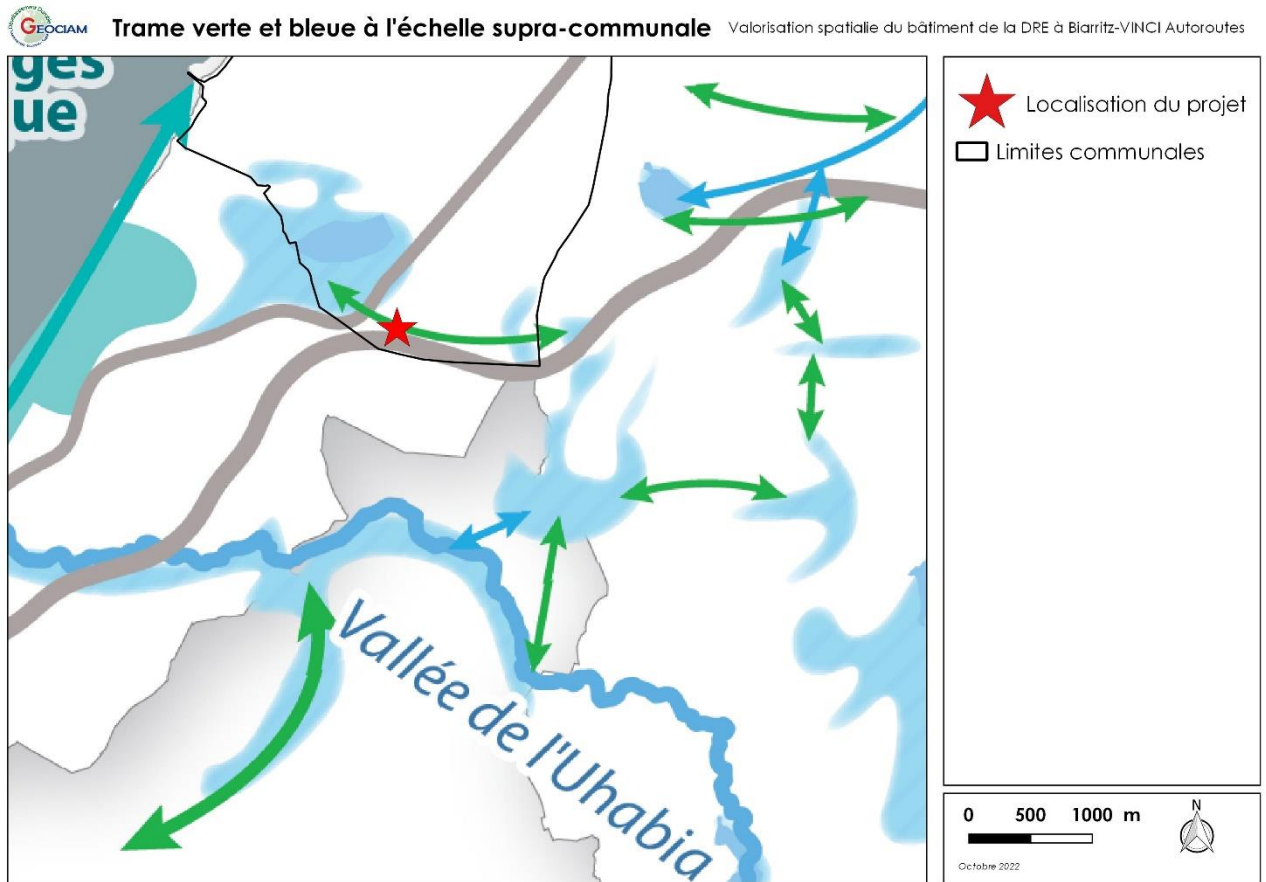 GEOCIAM
Trame verte et bleue à l'échelle supra-communale
Valorisation spatialie du bâtiment de la DRE à Biarritz-VINCI Autoroutes
ges
ue
Vallée de l'Uhabia
Localisation du projet
Limites communales
0 500 1000 m
N
Octobre 2022